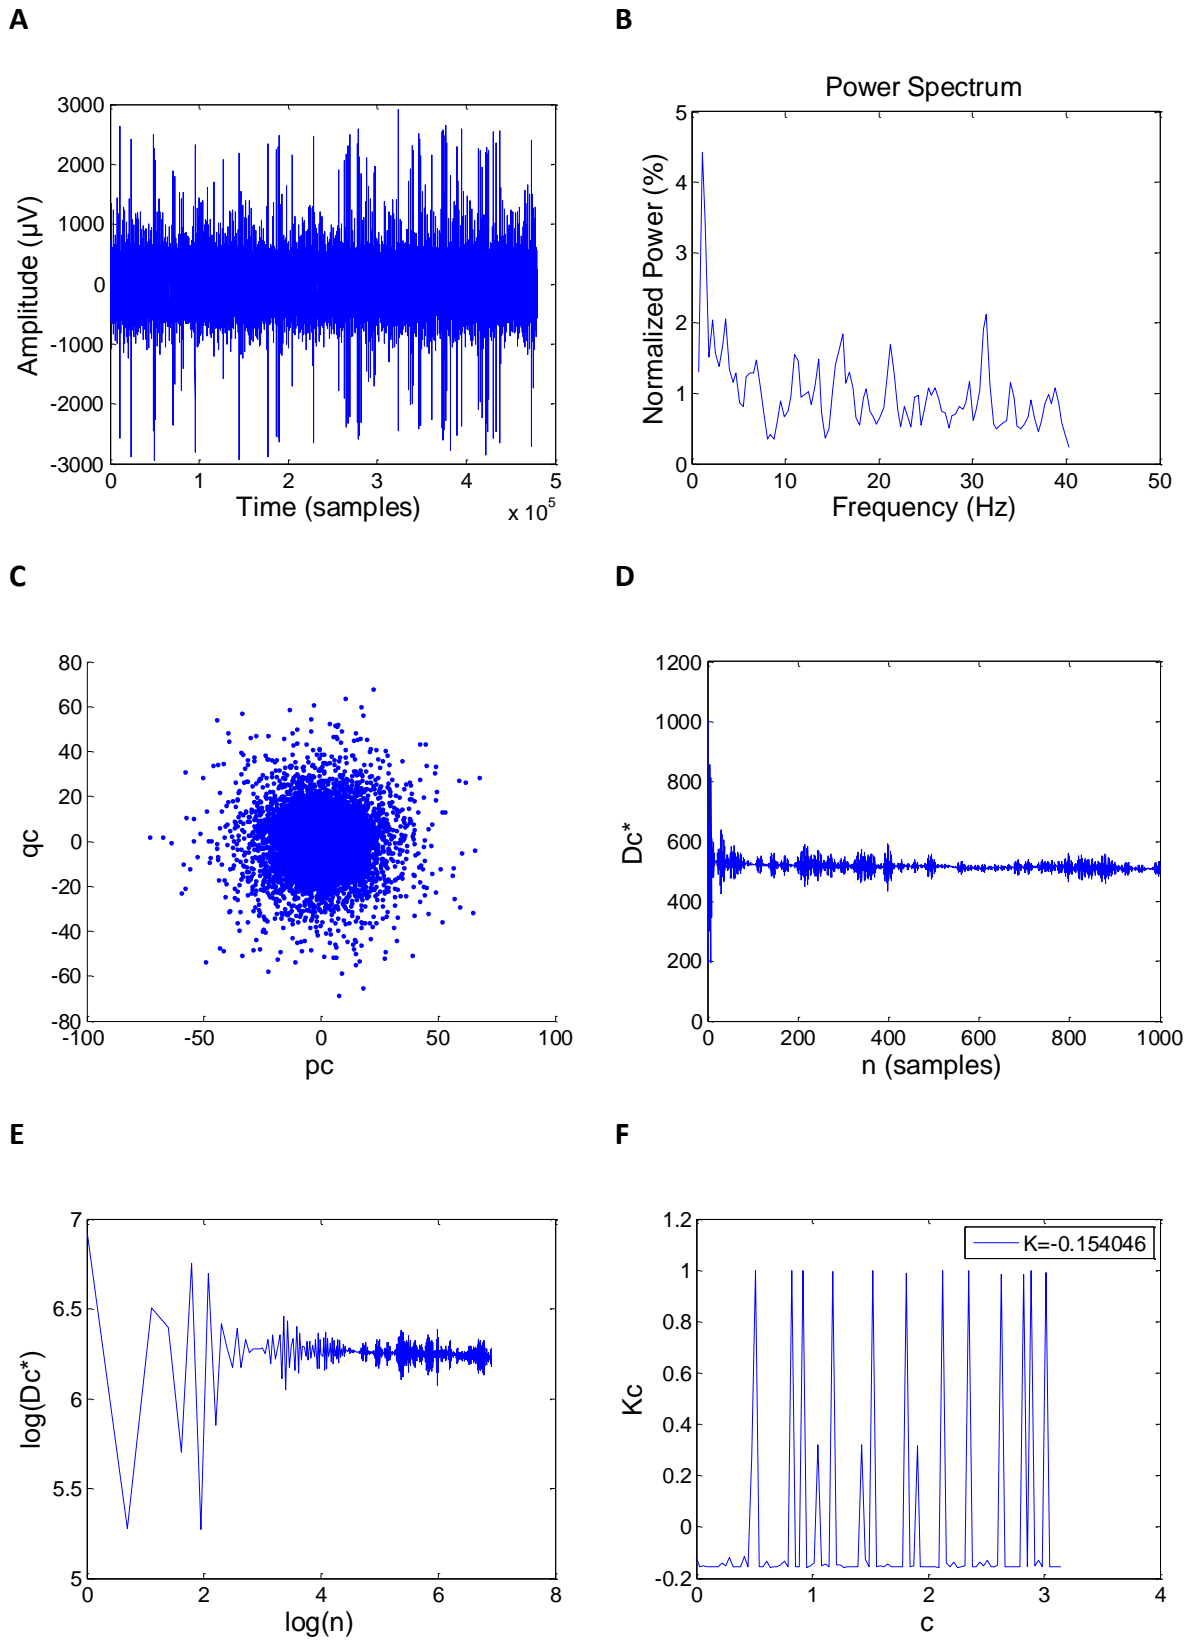 A
B
3000
2000
1000
0
-1000
-2000
-3000
Amplitude (µV)
0 1 2 3 4 5
Time (samples)
x 10^5
Power Spectrum
5
4
3
2
1
0
Normalized Power (%)
0 10 20 30 40 50
Frequency (Hz)
C
D
80
60
40
20
0
-20
-40
-60
-80
qc
-100 -50 0 50 100
pc
1200
1000
800
600
400
200
0
Dc*
0 200 400 600 800 1000
n (samples)
E
F
7
6.5
6
5.5
5
log(Dc*)
0 2 4 6 8
log(n)
1.2
1
0.8
0.6
0.4
0.2
0
-0.2
Kc
K=-0.154046
0 1 2 3 4
c